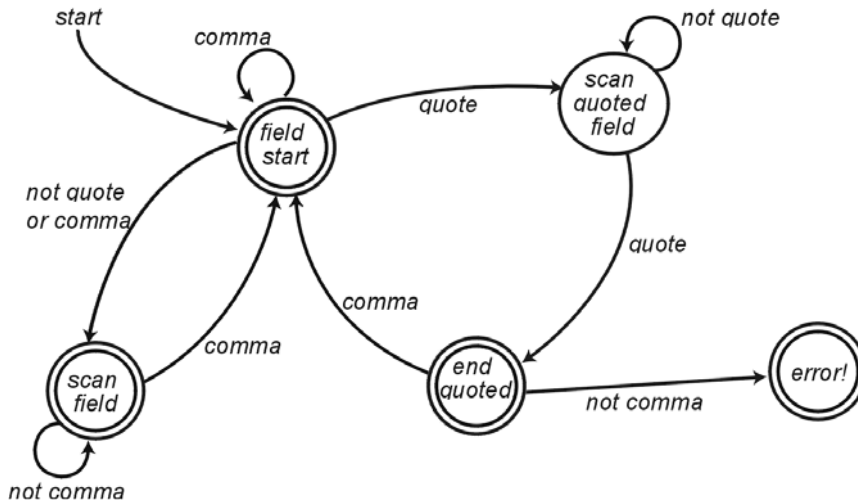 start
comma
not quote
scan
quoted
field
quote
field
start
not quote
or comma
quote
comma
comma
scan
field
end
quoted
error!
not comma
not comma